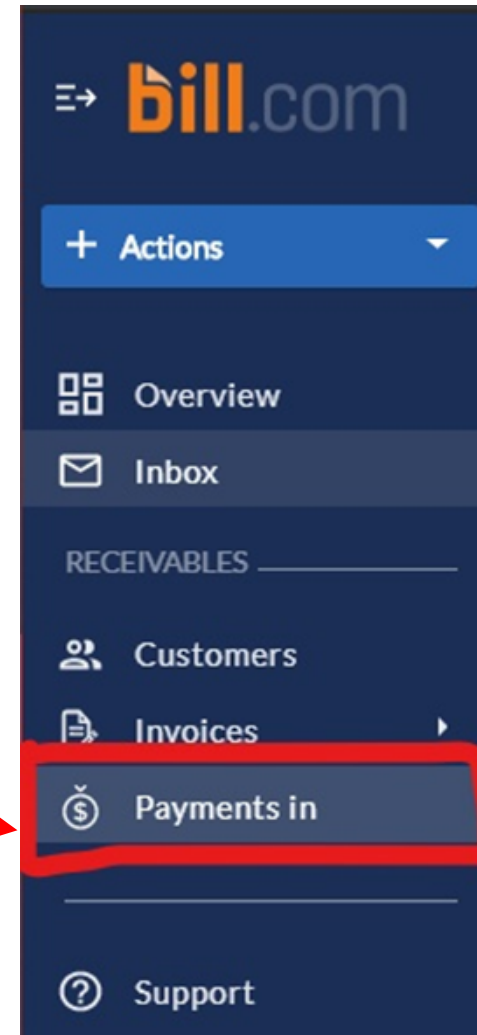 bill.com
+ Actions
Overview
Inbox
RECEIVABLES
Customers
Invoices
Payments in
Support